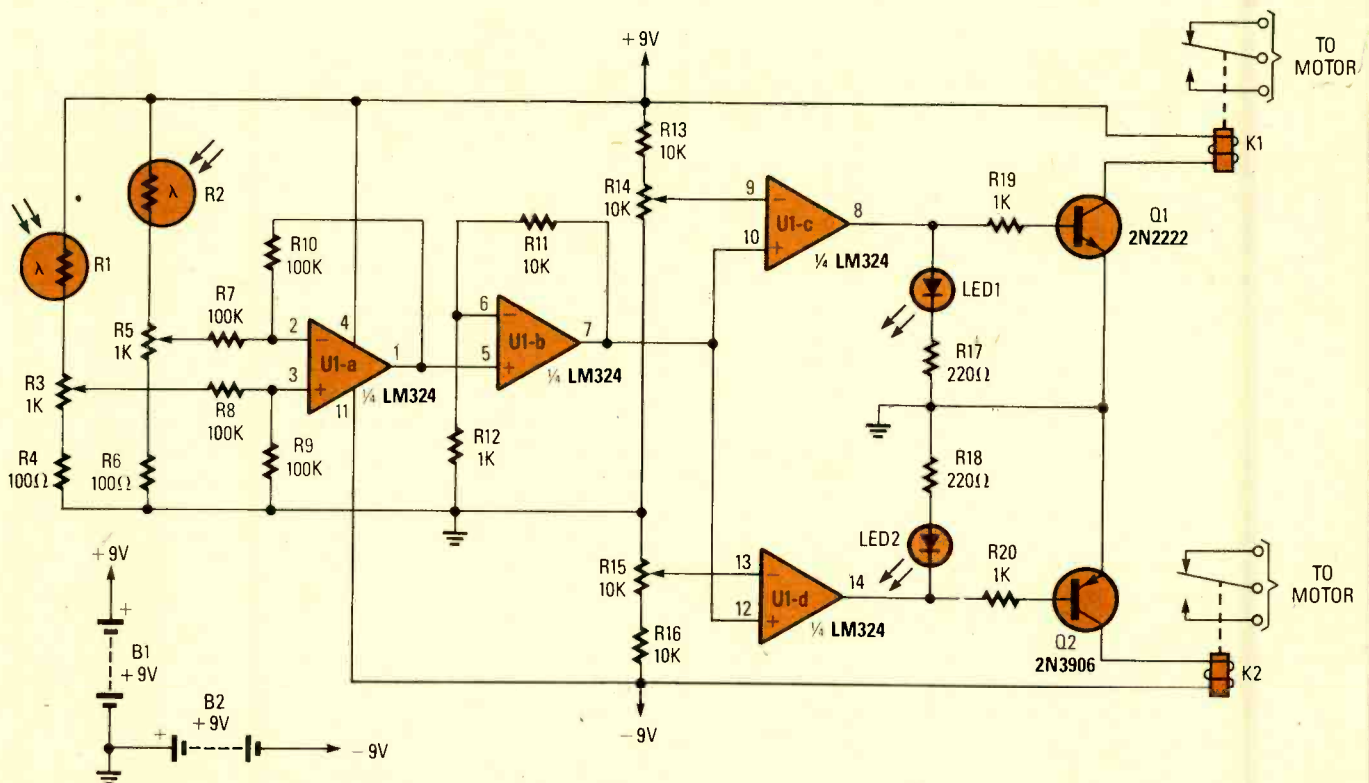 +9V
TO
MOTOR
K1
R13
10K
R2
λ
R14
10K
9
−
U1-c
8
10
+
¼ LM324
R19
1K
Q1
2N2222
λ
R1
R10
100K
R11
10K
LED1
R7
100K
R5
1K
2
−
4
U1-a
1
3
+
11
¼ LM324
6
−
U1-b
7
5
+
¼ LM324
R17
220Ω
R3
1K
R8
100K
R9
100K
R12
1K
R4
100Ω
R6
100Ω
R18
220Ω
LED2
R15
10K
13
−
U1-d
14
12
+
¼ LM324
R20
1K
TO
MOTOR
Q2
2N3906
K2
R16
10K
−9V
+9V
+
B1
+9V
B2
+9V
+
−9V